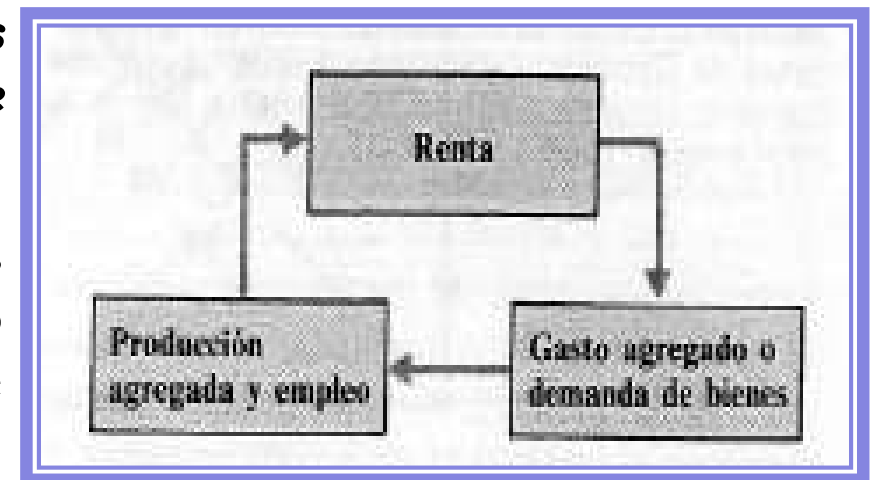 Renta
Producción
agregada y empleo
Gasto agregado o
demanda de bienes